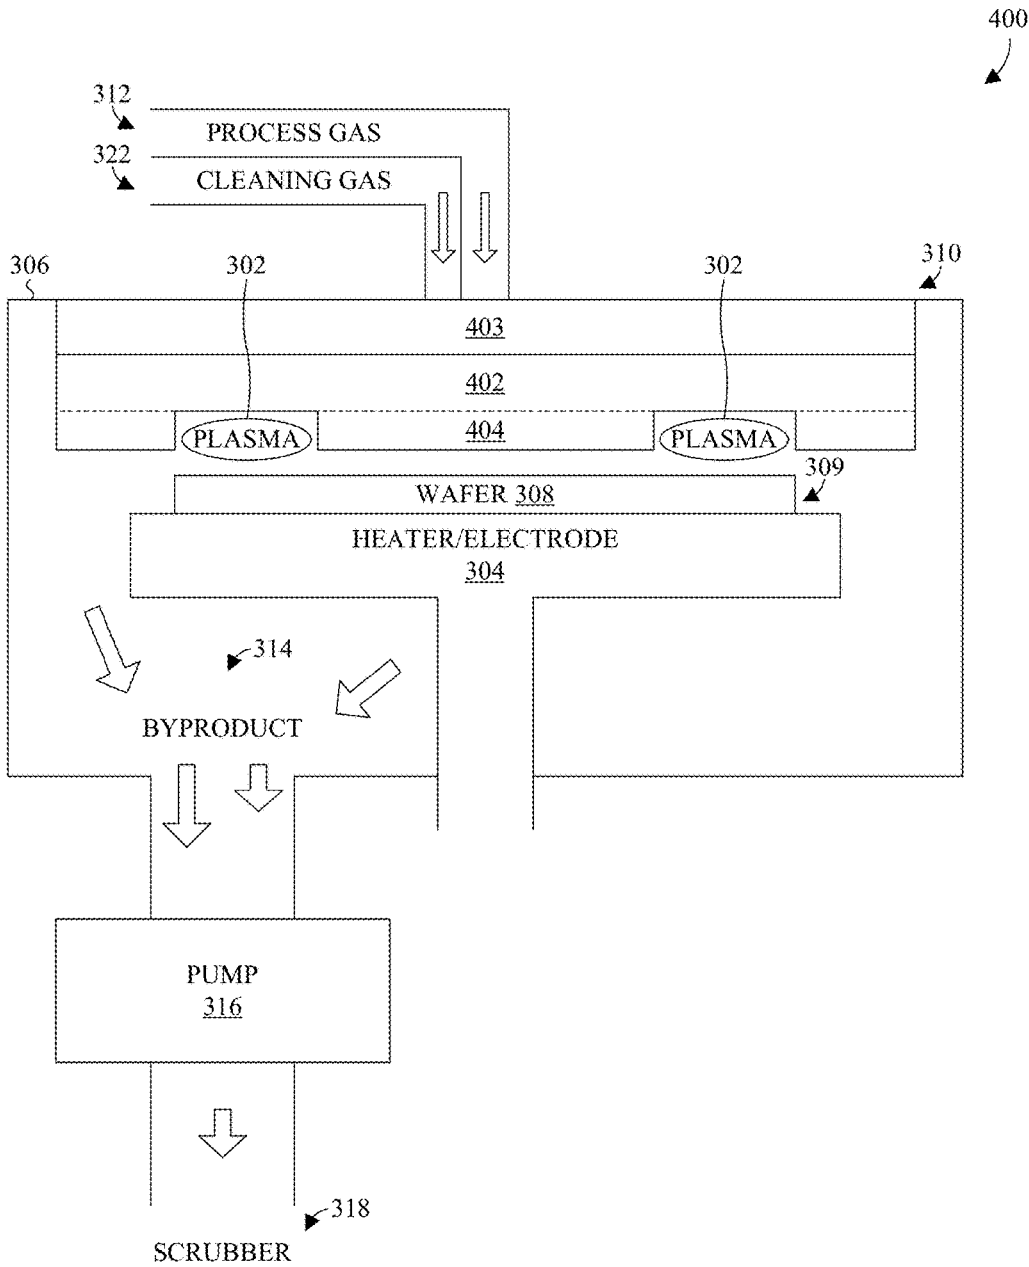 400
312
PROCESS GAS
322
CLEANING GAS
306
302
302
310
403
402
PLASMA
404
PLASMA
309
WAFER 308
HEATER/ELECTRODE
304
314
BYPRODUCT
PUMP
316
318
SCRUBBER